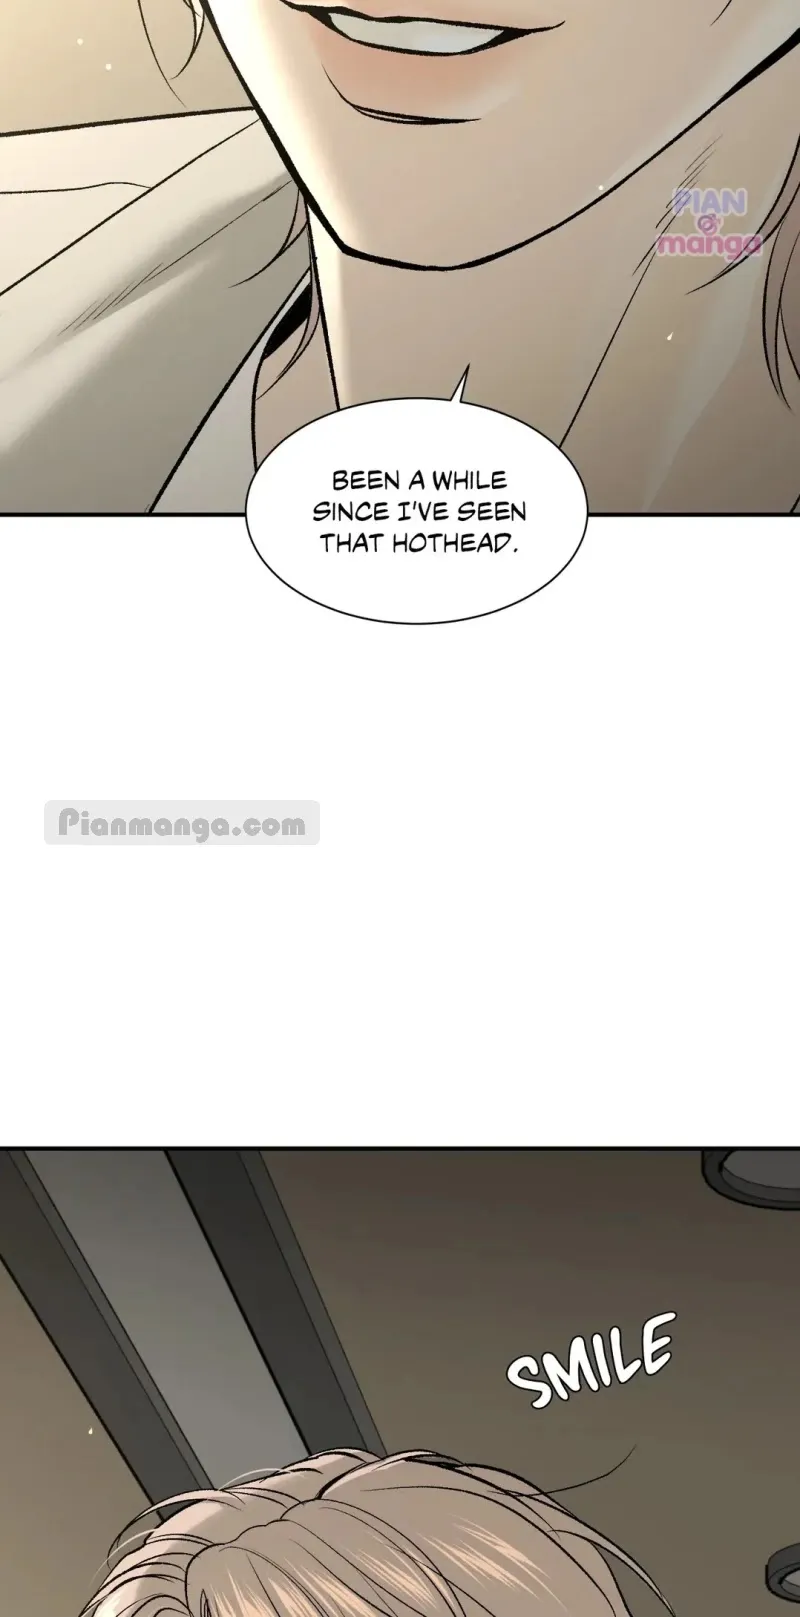 PIAN
manga
BEEN A WHILE
SINCE I'VE SEEN
THAT HOTHEAD.
Pianmanga.com
SMILE